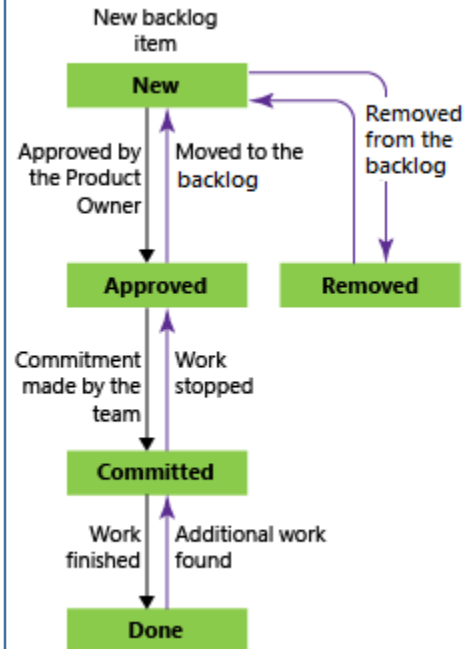 New backlog
item
New
Removed
from the
backlog
Approved by
the Product
Owner
Moved to the
backlog
Approved
Removed
Commitment
made by the
team
Work
stopped
Committed
Work
finished
Additional work
found
Done